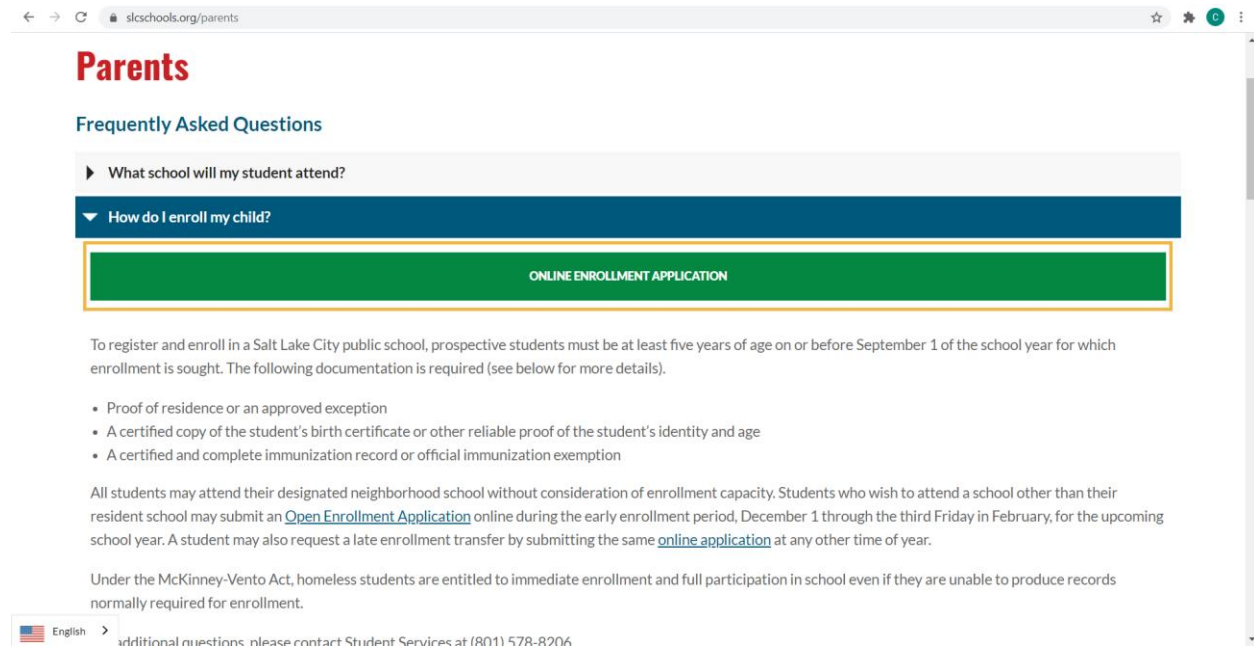 slcschools.org/parents
C
Parents
Frequently Asked Questions
What school will my student attend?
How do I enroll my child?
ONLINE ENROLLMENT APPLICATION
To register and enroll in a Salt Lake City public school, prospective students must be at least five years of age on or before September 1 of the school year for which
enrollment is sought. The following documentation is required (see below for more details).
• Proof of residence or an approved exception
• A certified copy of the student's birth certificate or other reliable proof of the student's identity and age
• A certified and complete immunization record or official immunization exemption
All students may attend their designated neighborhood school without consideration of enrollment capacity. Students who wish to attend a school other than their
resident school may submit an Open Enrollment Application online during the early enrollment period, December 1 through the third Friday in February, for the upcoming
school year. A student may also request a late enrollment transfer by submitting the same online application at any other time of year.
Under the McKinney-Vento Act, homeless students are entitled to immediate enrollment and full participation in school even if they are unable to produce records
normally required for enrollment.
English
additional questions, please contact Student Services at (801) 578-8206